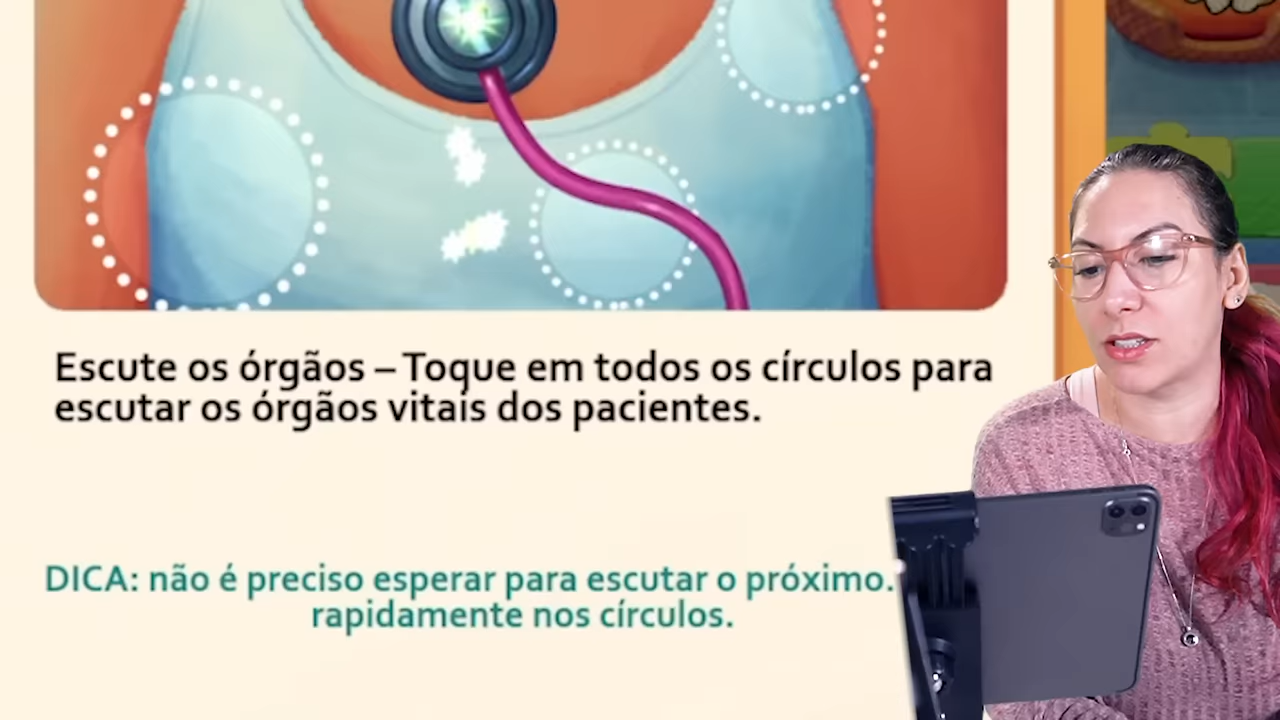 Escute os órgãos – Toque em todos os círculos para
escutar os órgãos vitais dos pacientes.
DICA: não é preciso esperar para escutar o próximo.
rapidamente nos círculos.